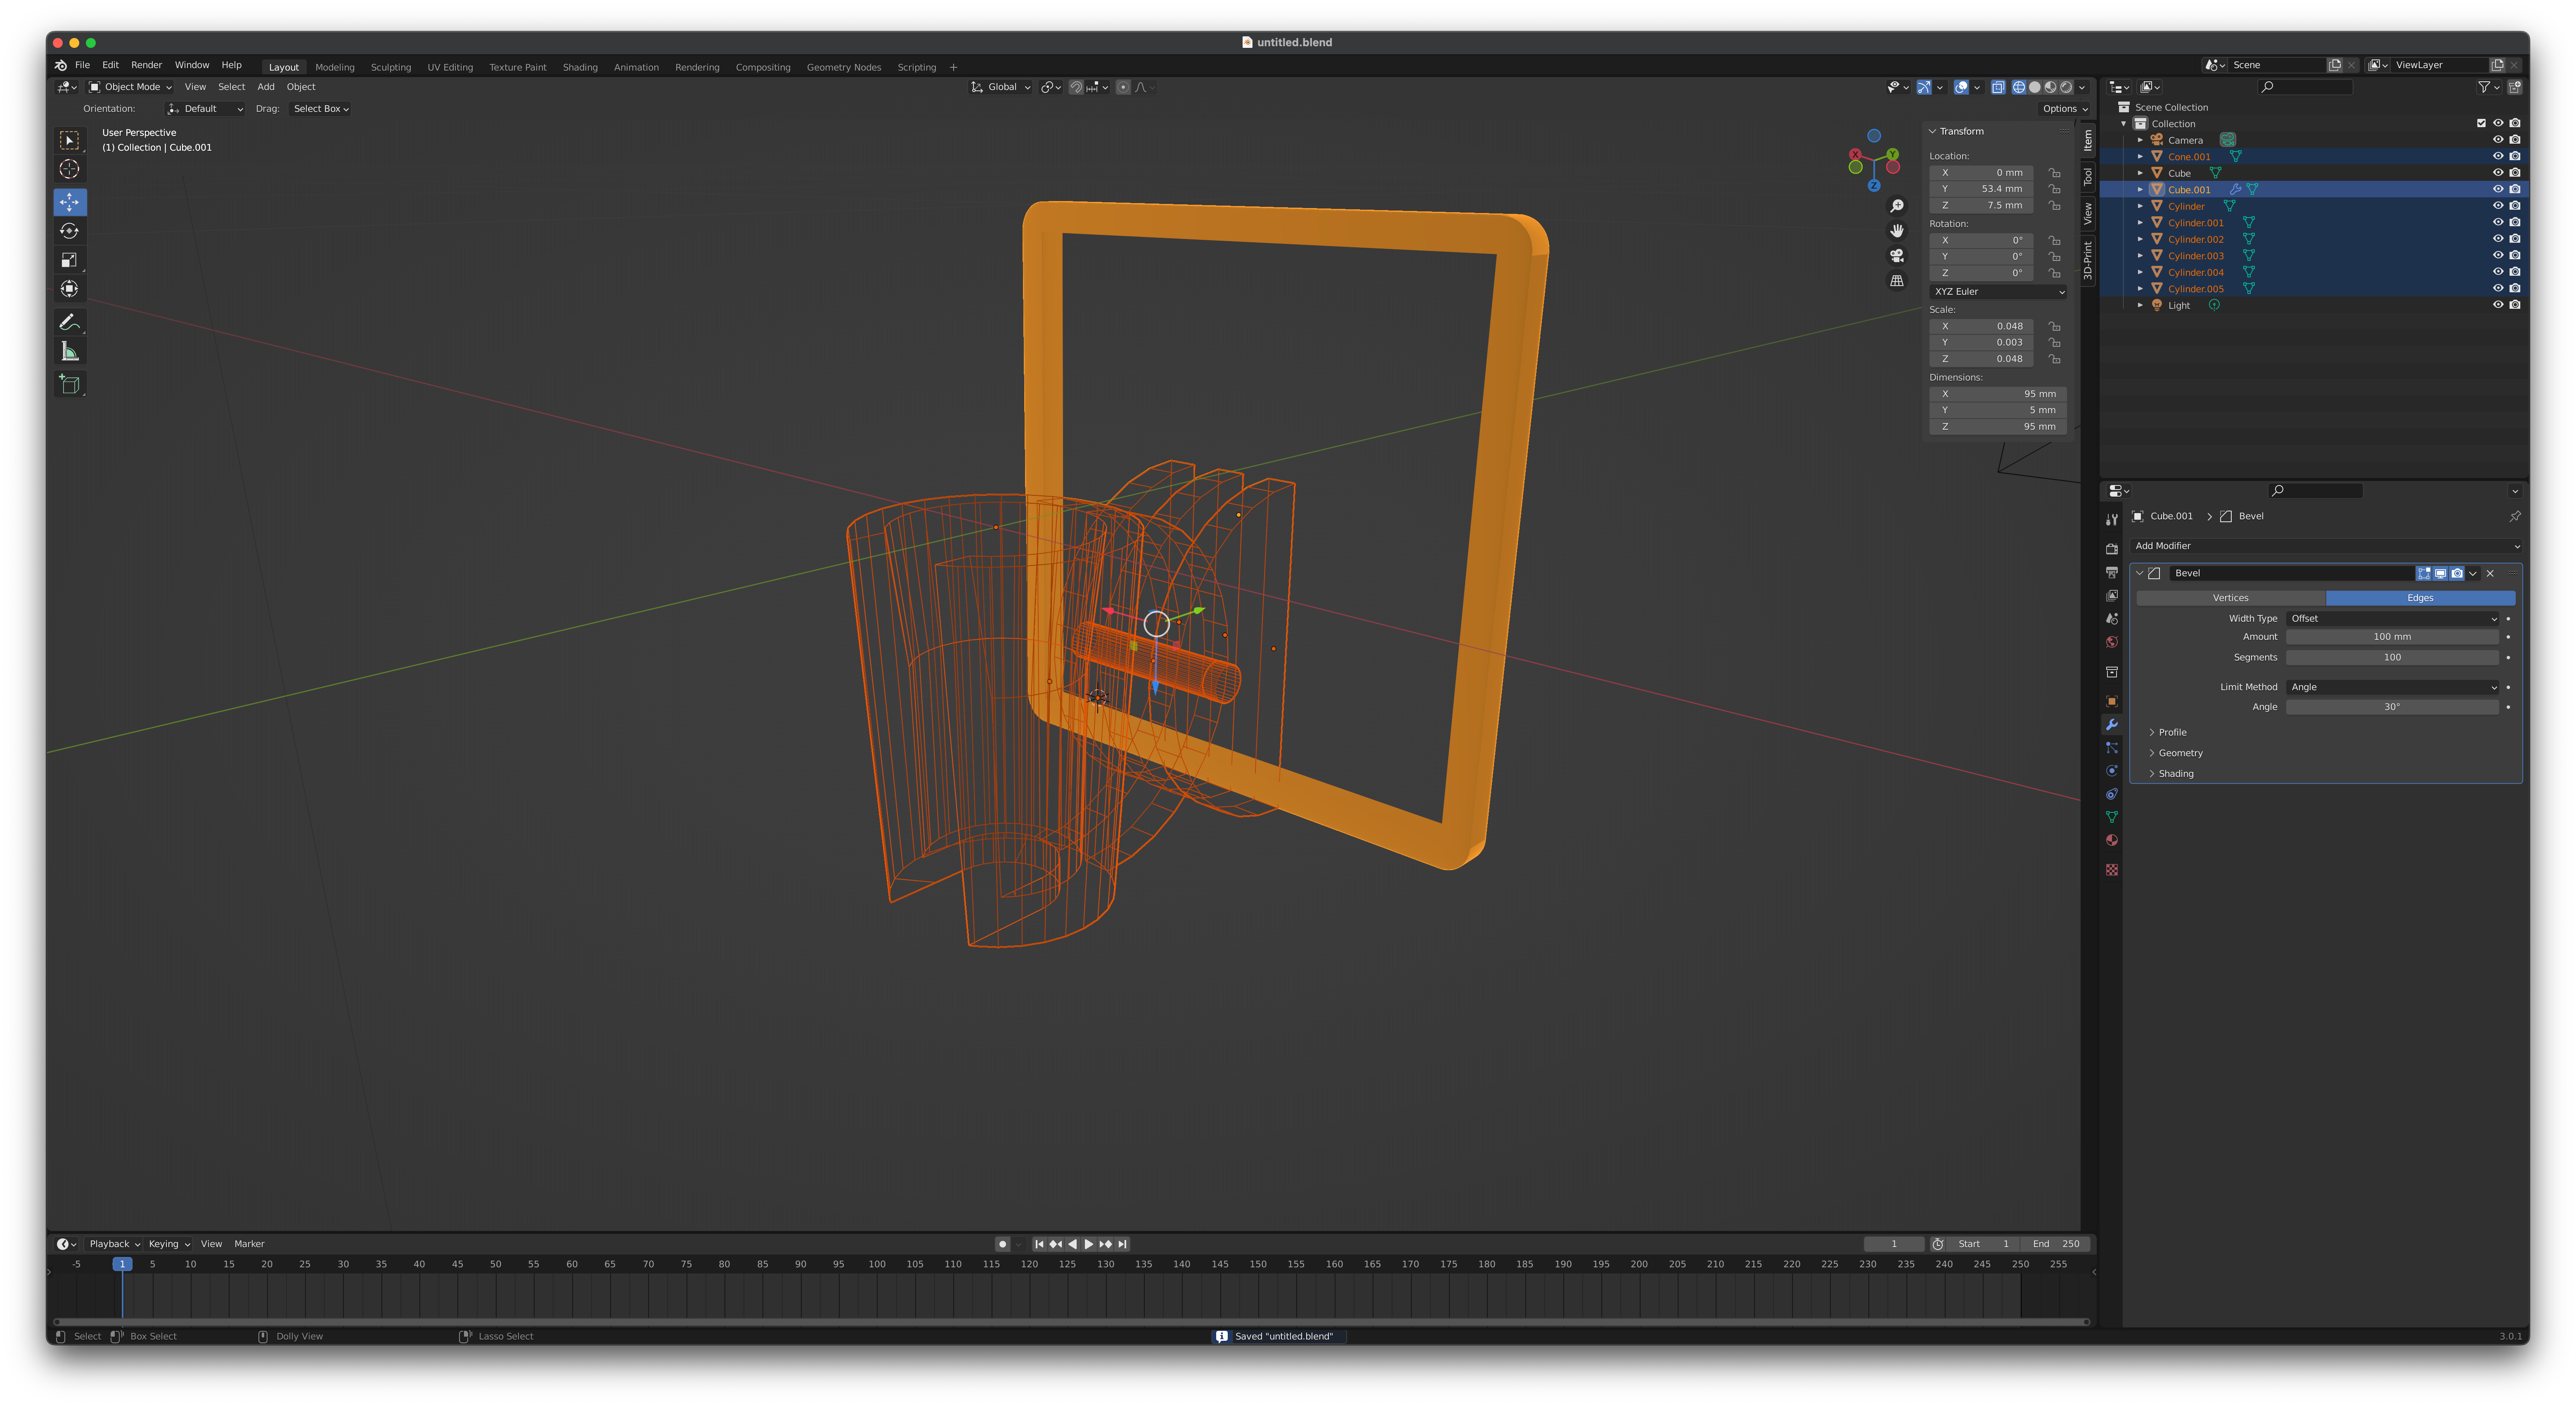 untitled.blend
File Edit Render Window Help Layout Modeling Sculpting UV Editing Texture Paint Shading Animation Rendering Compositing Geometry Nodes Scripting + Scene ViewLayer
Object Mode View Select Add Object Global
Orientation: Default Drag: Select Box Options
User Perspective
(1) Collection | Cube.001
X
Y
Z
Transform
Location:
X 0 mm
Y 53.4 mm
Z 7.5 mm
Rotation:
X 0°
Y 0°
Z 0°
XYZ Euler
Scale:
X 0.048
Y 0.003
Z 0.048
Dimensions:
X 95 mm
Y 5 mm
Z 95 mm
Item
Tool
View
3D-Print
Scene Collection
Collection
Camera
Cone.001
Cube
Cube.001
Cylinder
Cylinder.001
Cylinder.002
Cylinder.003
Cylinder.004
Cylinder.005
Light
Cube.001 > Bevel
Add Modifier
Bevel
Vertices Edges
Width Type Offset
Amount 100 mm
Segments 100
Limit Method Angle
Angle 30°
Profile
Geometry
Shading
Playback Keying View Marker 1 Start 1 End 250
-5 1 5 10 15 20 25 30 35 40 45 50 55 60 65 70 75 80 85 90 95 100 105 110 115 120 125 130 135 140 145 150 155 160 165 170 175 180 185 190 195 200 205 210 215 220 225 230 235 240 245 250 255
Select Box Select Dolly View Lasso Select Saved "untitled.blend" 3.0.1